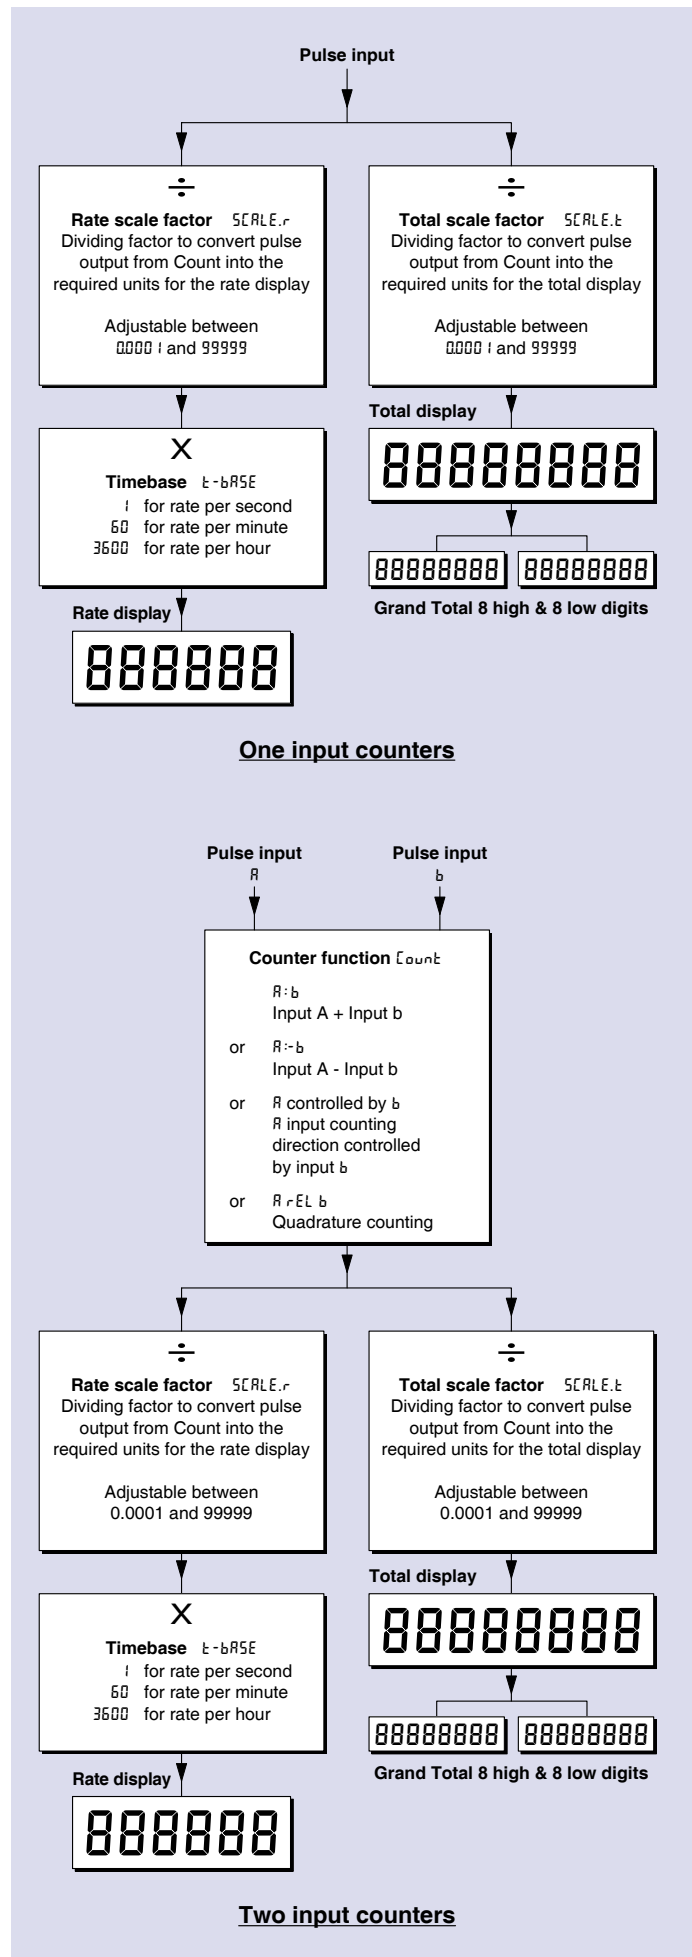 Pulse input
÷
Rate scale factor SCALE.r
Dividing factor to convert pulse
output from Count into the
required units for the rate display
Adjustable between
0.0001 and 99999
÷
Total scale factor SCALE.t
Dividing factor to convert pulse
output from Count into the
required units for the total display
Adjustable between
0.0001 and 99999
X
Timebase t-bASE
1 for rate per second
60 for rate per minute
3600 for rate per hour
Rate display
888888
Total display
88888888
88888888 88888888
Grand Total 8 high & 8 low digits
One input counters
Pulse input
A
Pulse input
b
Counter function Count
A:b
Input A + Input b
or A:-b
Input A - Input b
or A controlled by b
A input counting
direction controlled
by input b
or A rEL b
Quadrature counting
÷
Rate scale factor SCALE.r
Dividing factor to convert pulse
output from Count into the
required units for the rate display
Adjustable between
0.0001 and 99999
÷
Total scale factor SCALE.t
Dividing factor to convert pulse
output from Count into the
required units for the total display
Adjustable between
0.0001 and 99999
X
Timebase t-bASE
1 for rate per second
60 for rate per minute
3600 for rate per hour
Rate display
888888
Total display
88888888
88888888 88888888
Grand Total 8 high & 8 low digits
Two input counters